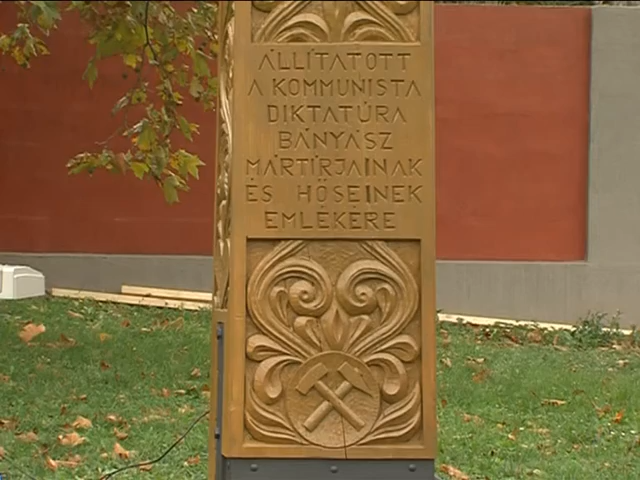 ÁLLÍTATOTT
A KOMMUNISTA
DIKTATÚRA
BÁNYÁSZ
MÁRTÍRJAINAK
ÉS HŐSEINEK
EMLÉKÉRE